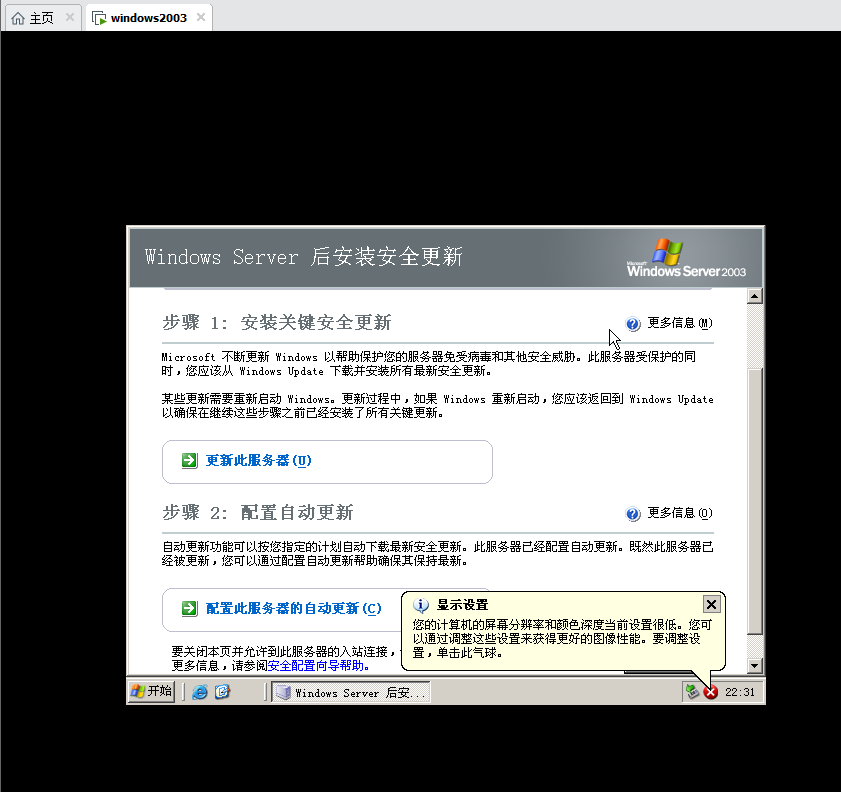 主页
windows2003
Windows Server 后安装安全更新
Microsoft
Windows Server 2003
步骤 1: 安装关键安全更新
更多信息(M)
Microsoft 不断更新 Windows 以帮助保护您的服务器免受病毒和其他安全威胁。此服务器受保护的同
时，您应该从 Windows Update 下载并安装所有最新安全更新。
某些更新需要重新启动 Windows。更新过程中，如果 Windows 重新启动，您应该返回到 Windows Update
以确保在继续这些步骤之前已经安装了所有关键更新。
更新此服务器(U)
步骤 2: 配置自动更新
更多信息(O)
自动更新功能可以按您指定的计划自动下载最新安全更新。此服务器已经配置自动更新。既然此服务器已
经被更新，您可以通过配置自动更新帮助确保其保持最新。
配置此服务器的自动更新(C)
显示设置
您的计算机的屏幕分辨率和颜色深度当前设置很低。您可
以通过调整这些设置来获得更好的图像性能。要调整设
置，单击此气球。
要关闭本页并允许到此服务器的入站连接，
更多信息，请参阅安全配置向导帮助。
开始
Windows Server 后安...
22:31